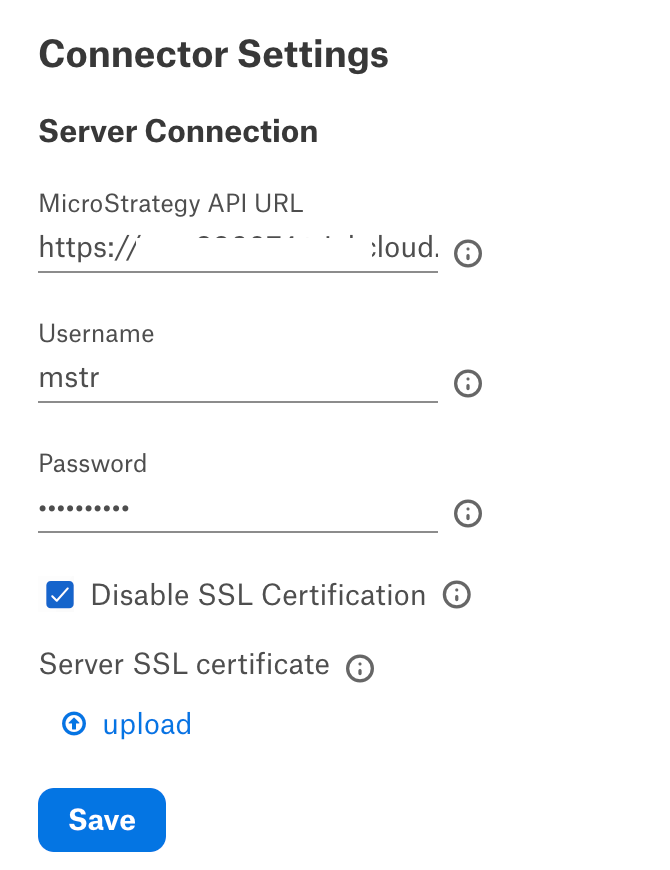 Connector Settings
Server Connection
MicroStrategy API URL
https:// cloud.
Username
mstr
Password
••••••••••
Disable SSL Certification
Server SSL certificate
upload
Save